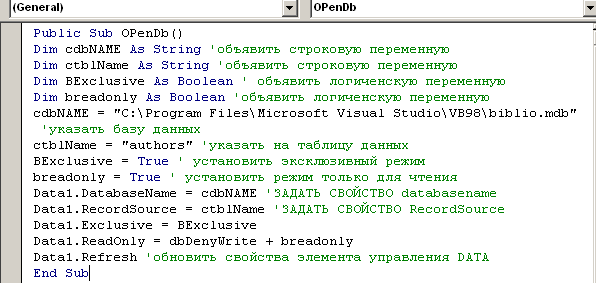 (General)
OPenDb
Public Sub OPenDb()
Dim cdbNAME As String 'объявить строковую переменную
Dim ctblName As String 'объявить строковую переменную
Dim BExclusive As Boolean ' объявить логиченскую переменную
Dim breadonly As Boolean 'объявить логиченскую переменную
cdbNAME = "C:\Program Files\Microsoft Visual Studio\VB98\biblio.mdb"
'указать базу данных
ctblName = "authors" 'указать на таблицу данных
BExclusive = True ' установить эксклюзивный режим
breadonly = True ' установить режим только для чтения
Data1.DatabaseName = cdbNAME 'ЗАДАТЬ СВОЙСТВО databasename
Data1.RecordSource = ctblName 'ЗАДАТЬ СВОЙСТВО RecordSource
Data1.Exclusive = BExclusive
Data1.ReadOnly = dbDenyWrite + breadonly
Data1.Refresh 'обновить свойства элемента управления DATA
End Sub